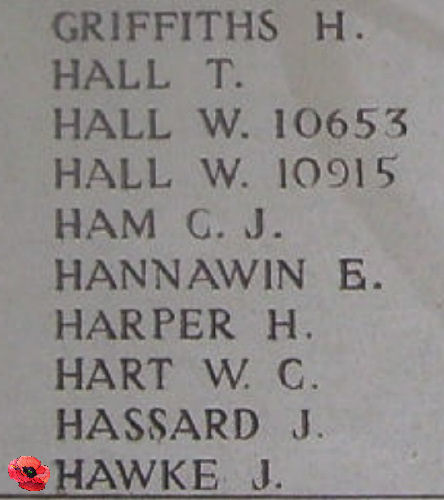 GRIFFITHS H.
HALL T.
HALL W. 10653
HALL W. 10915
HAM C. J.
HANNAWIN E.
HARPER H.
HART W. C.
HASSARD J.
HAWKE J.